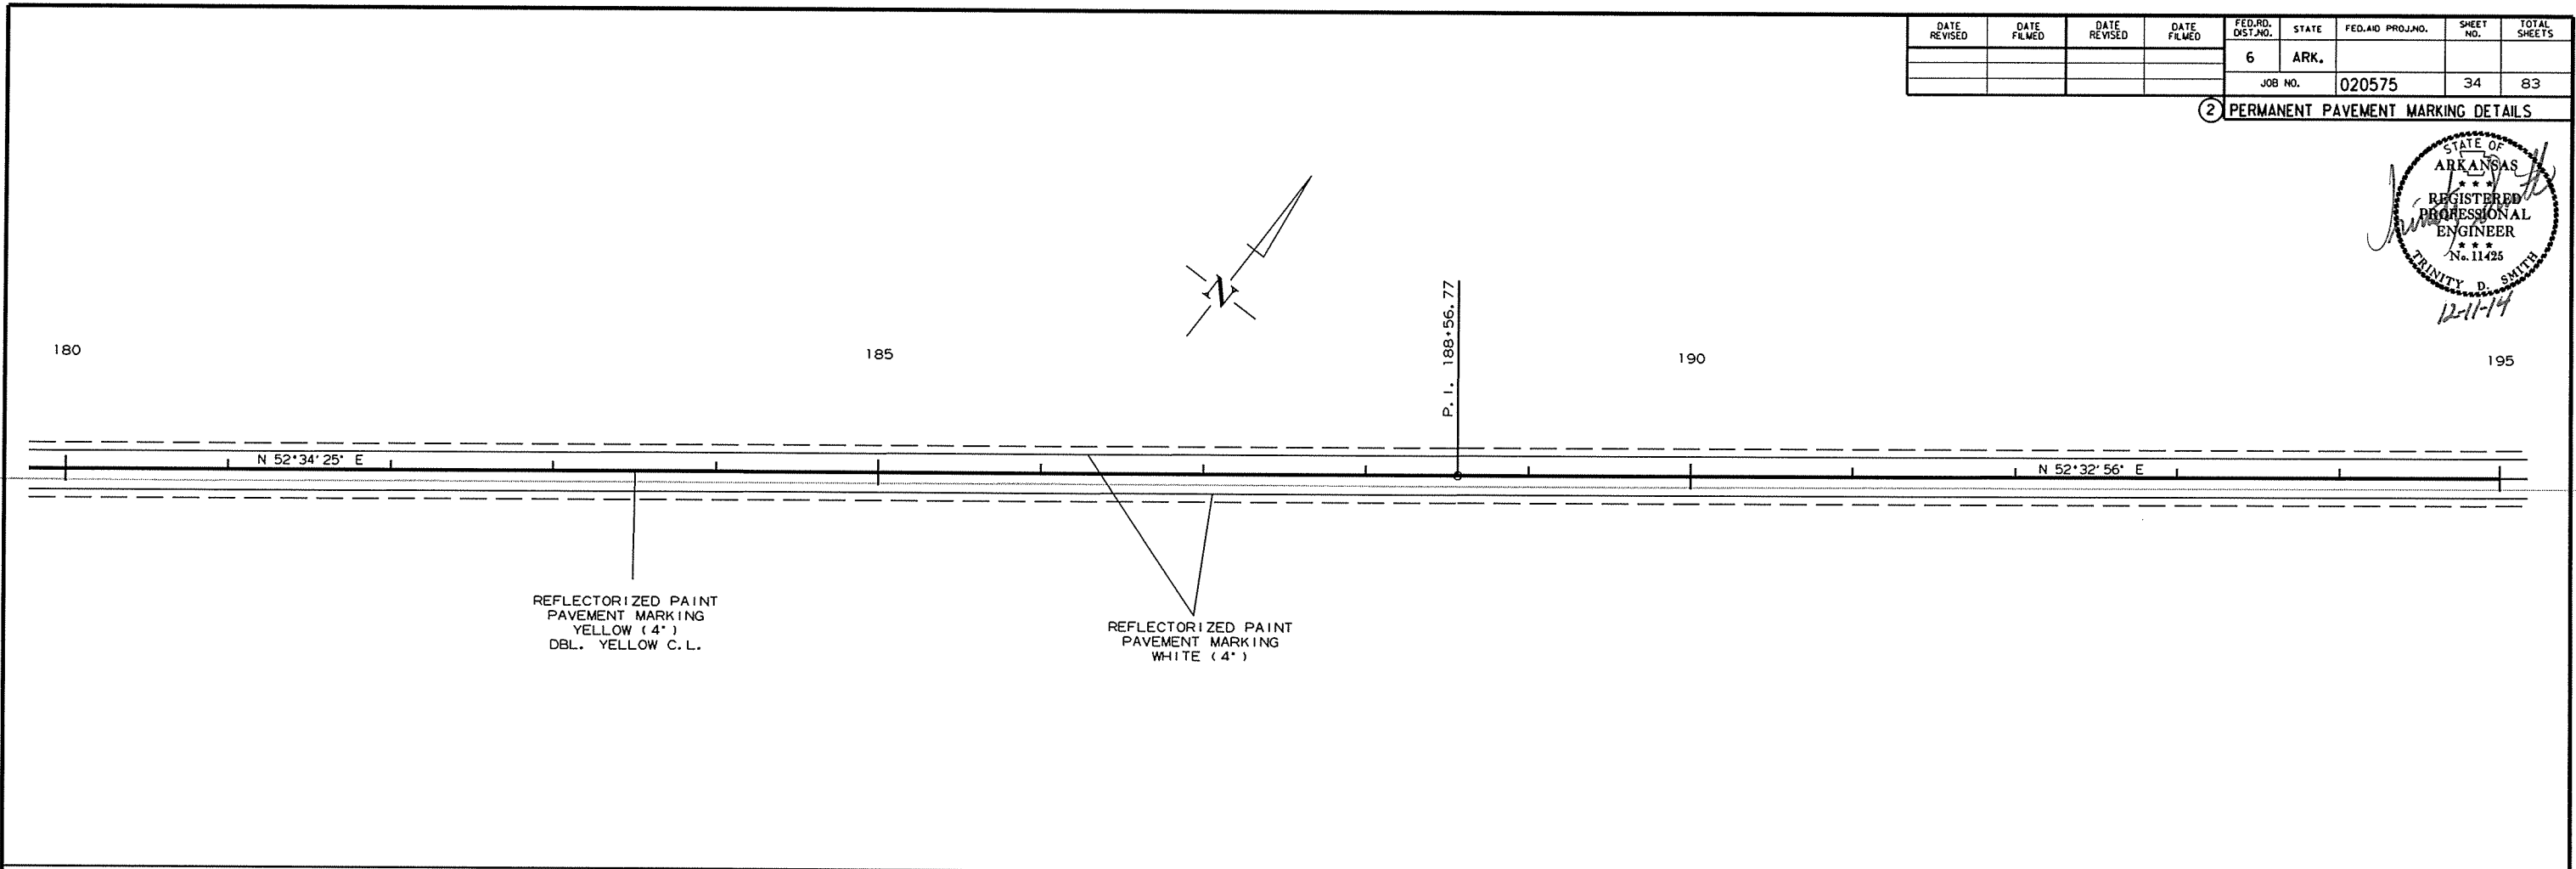 DATE REVISED DATE FILMED DATE REVISED DATE FILMED FED.RD. DIST.NO. STATE FED.AID PROJ.NO. SHEET NO. TOTAL SHEETS
6 ARK.
JOB NO. 020575 34 83
2 PERMANENT PAVEMENT MARKING DETAILS
STATE OF
ARKANSAS
★ ★ ★
REGISTERED
PROFESSIONAL
ENGINEER
★ ★ ★
No. 11425
TRINITY D. SMITH
12-11-14
N
P.I. 188+56.77
180 185 190 195
N 52°34'25" E
N 52°32'56" E
REFLECTORIZED PAINT
PAVEMENT MARKING
YELLOW (4")
DBL. YELLOW C.L.
REFLECTORIZED PAINT
PAVEMENT MARKING
WHITE (4")